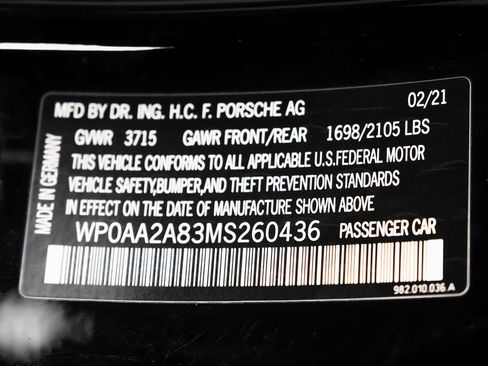 MFD BY DR. ING. H.C. F. PORSCHE AG 02/21
GVWR 3715 GAWR FRONT/REAR 1698/2105 LBS
THIS VEHICLE CONFORMS TO ALL APPLICABLE U.S.FEDERAL MOTOR
VEHICLE SAFETY,BUMPER,AND THEFT PREVENTION STANDARDS
IN EFFECT ON THE DATE OF MANUFACTURE SHOWN ABOVE
WP0AA2A83MS260436 PASSENGER CAR
982.010.036 A
MADE IN GERMANY